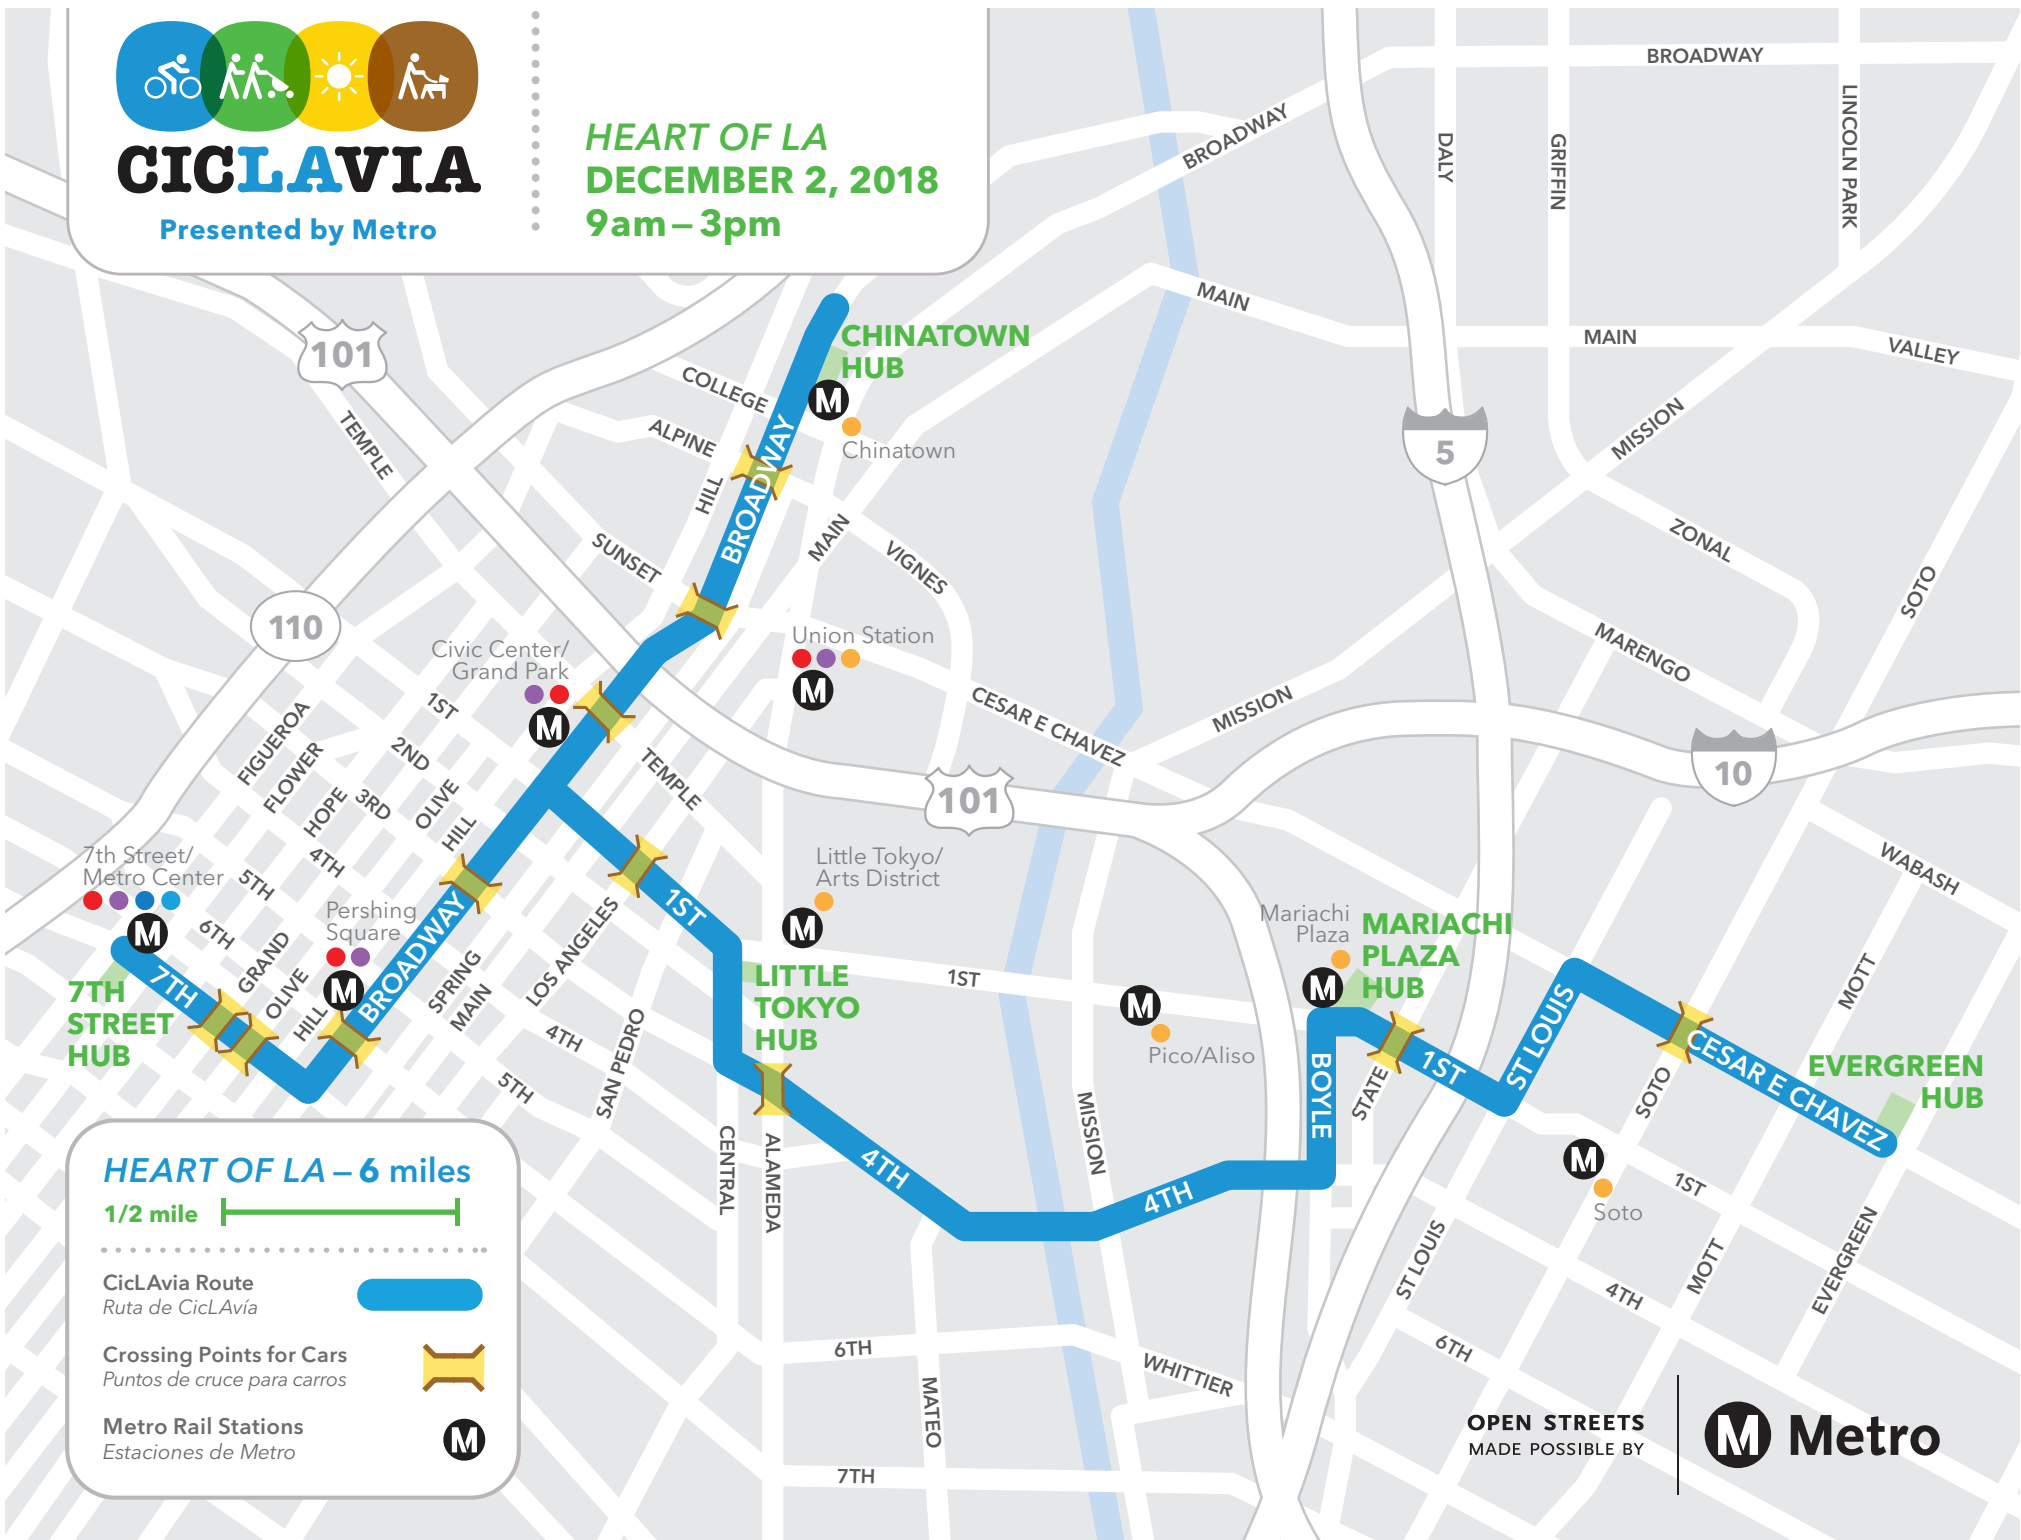 CICLAVIA
Presented by Metro
HEART OF LA
DECEMBER 2, 2018
9am – 3pm
BROADWAY
BROADWAY
DALY
GRIFFIN
LINCOLN PARK
MAIN
MAIN
VALLEY
101
TEMPLE
CHINATOWN
HUB
COLLEGE
M
Chinatown
ALPINE
HILL
BROADWAY
MAIN
VIGNES
SUNSET
5
MISSION
ZONAL
SOTO
MARENGO
110
Civic Center/
Grand Park
M
Union Station
M
CESAR E CHAVEZ
MISSION
1ST
2ND
3RD
4TH
5TH
6TH
FIGUEROA
FLOWER
HOPE
OLIVE
HILL
TEMPLE
101
10
WABASH
7th Street/
Metro Center
M
Pershing
Square
M
GRAND
OLIVE
HILL
7TH
7TH
STREET
HUB
BROADWAY
SPRING
MAIN
LOS ANGELES
4TH
5TH
SAN PEDRO
1ST
Little Tokyo/
Arts District
M
LITTLE
TOKYO
HUB
1ST
M
Pico/Aliso
Mariachi
Plaza
M
MARIACHI
PLAZA
HUB
BOYLE
STATE
1ST
ST LOUIS
CESAR E CHAVEZ
SOTO
MOTT
EVERGREEN
HUB
CENTRAL
ALAMEDA
4TH
MISSION
4TH
M
Soto
1ST
ST LOUIS
MOTT
EVERGREEN
4TH
6TH
6TH
WHITTIER
MATEO
7TH
HEART OF LA – 6 miles
1/2 mile
CicLAvia Route
Ruta de CicLAvía
Crossing Points for Cars
Puntos de cruce para carros
Metro Rail Stations
Estaciones de Metro
M
OPEN STREETS
MADE POSSIBLE BY
M Metro